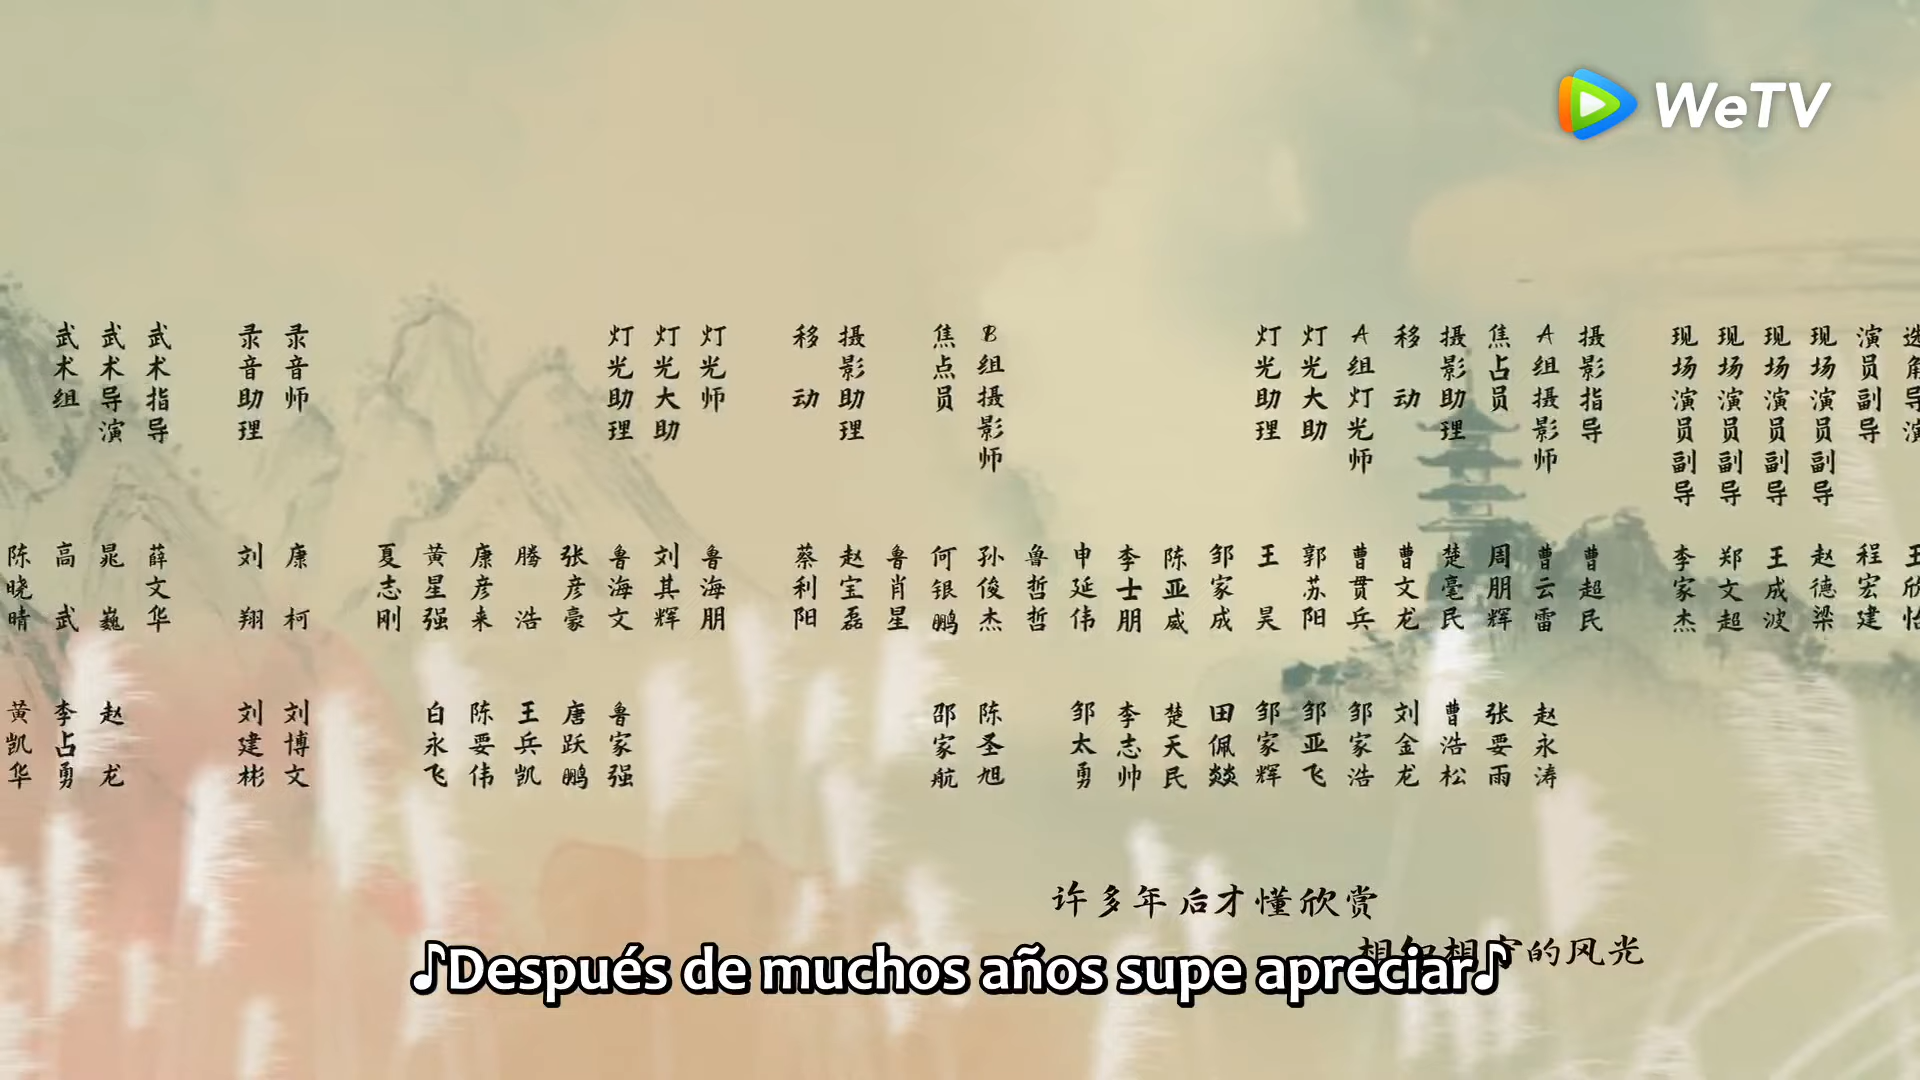 WeTV
选角导演
王欣怡
演员副导
程宏建
现场演员副导
赵德梁
现场演员副导
王成波
现场演员副导
郑文超
现场演员副导
李家杰
摄影指导
曹超民
A组摄影师
曹云雷
赵永涛
焦点员
周朋辉
张要雨
摄影助理
楚毫民
曹浩松
移动
曹文龙
刘金龙
A组灯光师
曹贯兵
邹家浩
灯光大助
郭苏阳
邹亚飞
灯光助理
王昊
邹家辉
邹家成
田佩燚
陈亚威
楚天民
李士朋
李志帅
申延伟
邹太勇
鲁哲哲
B组摄影师
孙俊杰
陈圣旭
焦点员
何银鹏
邵家航
鲁肖星
摄影助理
赵宝磊
移动
蔡利阳
灯光师
鲁海朋
灯光大助
刘其辉
灯光助理
鲁海文
鲁家强
张彦豪
唐跃鹏
腾浩
王兵凯
康彦来
陈要伟
黄星强
白永飞
夏志刚
录音师
康柯
刘博文
录音助理
刘翔
刘建彬
武术指导
薛文华
武术导演
晁巍
赵龙
武术组
高武
李占勇
陈晓晴
黄凯华
许多年后才懂欣赏
相知相守的风光
♪Después de muchos años supe apreciar♪